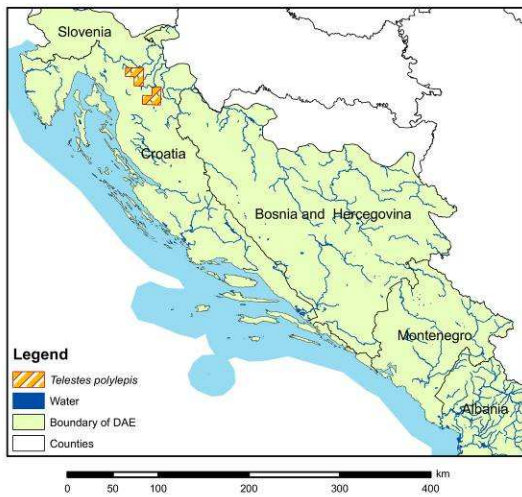 Slovenia
Croatia
Bosnia and Hercegovina
Montenegro
Albania
Legend
Telestes polylepis
Water
Boundary of DAE
Counties
km
0 50 100 200 300 400